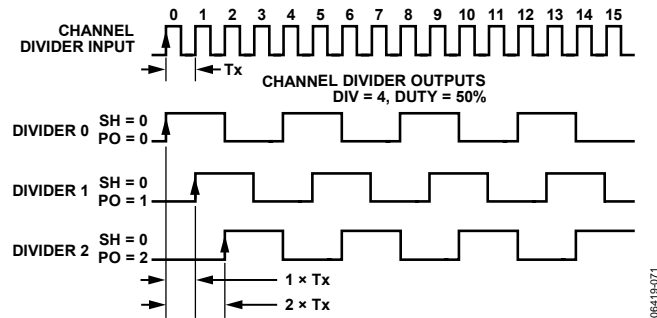 0 1 2 3 4 5 6 7 8 9 10 11 12 13 14 15
CHANNEL
DIVIDER INPUT
Tx
CHANNEL DIVIDER OUTPUTS
DIV = 4, DUTY = 50%
DIVIDER 0
SH = 0
PO = 0
DIVIDER 1
SH = 0
PO = 1
DIVIDER 2
SH = 0
PO = 2
1 × Tx
2 × Tx
06419-071